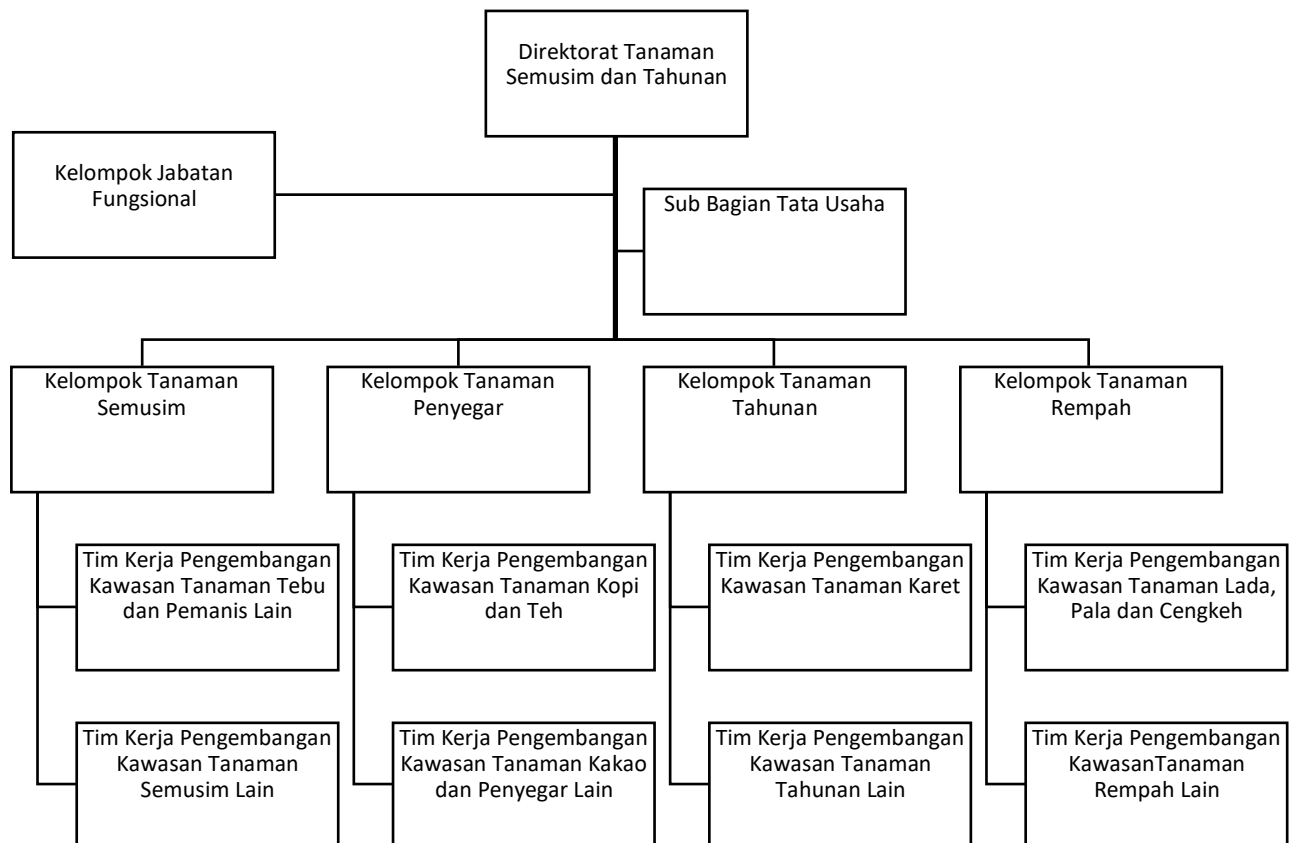 Direktorat Tanaman
Semusim dan Tahunan
Kelompok Jabatan
Fungsional
Sub Bagian Tata Usaha
Kelompok Tanaman
Semusim
Kelompok Tanaman
Penyegar
Kelompok Tanaman
Tahunan
Kelompok Tanaman
Rempah
Tim Kerja Pengembangan
Kawasan Tanaman Tebu
dan Pemanis Lain
Tim Kerja Pengembangan
Kawasan Tanaman Kopi
dan Teh
Tim Kerja Pengembangan
Kawasan Tanaman Karet
Tim Kerja Pengembangan
Kawasan Tanaman Lada,
Pala dan Cengkeh
Tim Kerja Pengembangan
Kawasan Tanaman
Semusim Lain
Tim Kerja Pengembangan
Kawasan Tanaman Kakao
dan Penyegar Lain
Tim Kerja Pengembangan
Kawasan Tanaman
Tahunan Lain
Tim Kerja Pengembangan
KawasanTanaman
Rempah Lain